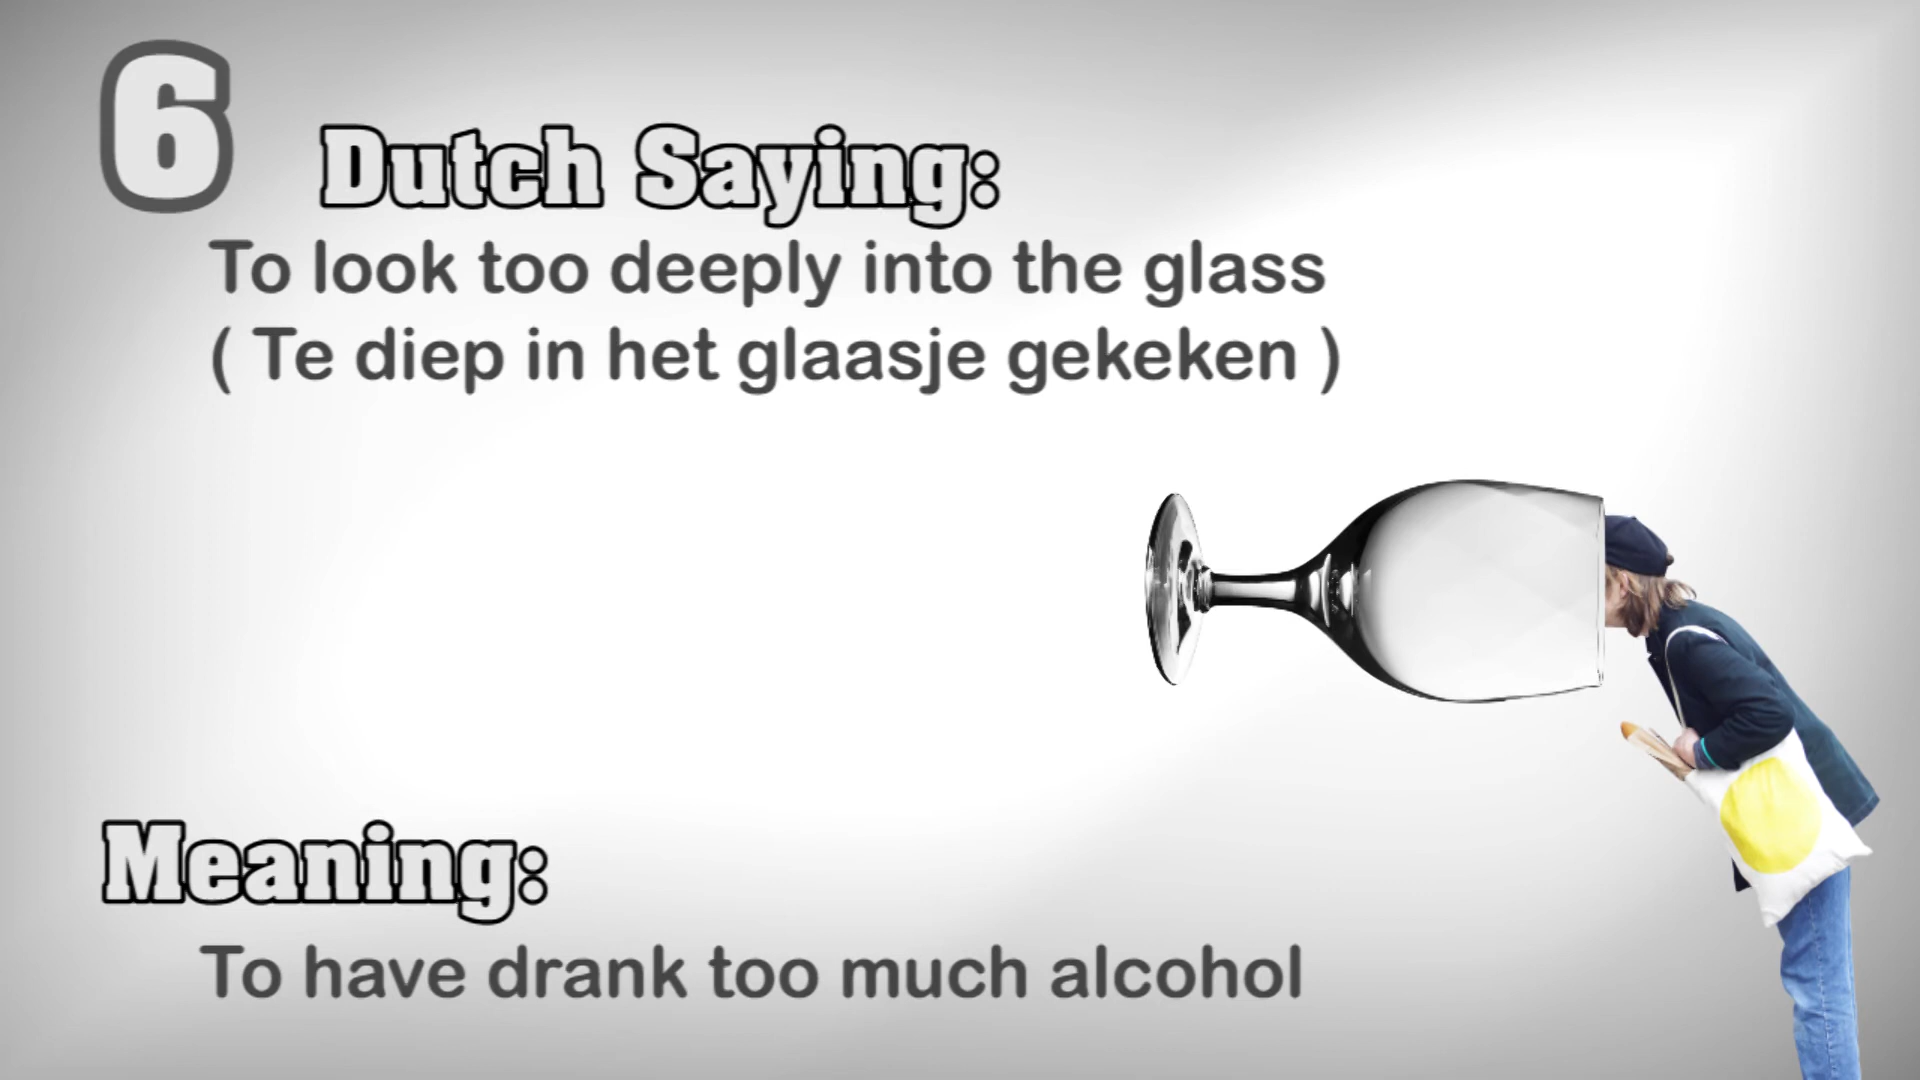 6
Dutch Saying:
To look too deeply into the glass
( Te diep in het glaasje gekeken )
Meaning:
To have drank too much alcohol